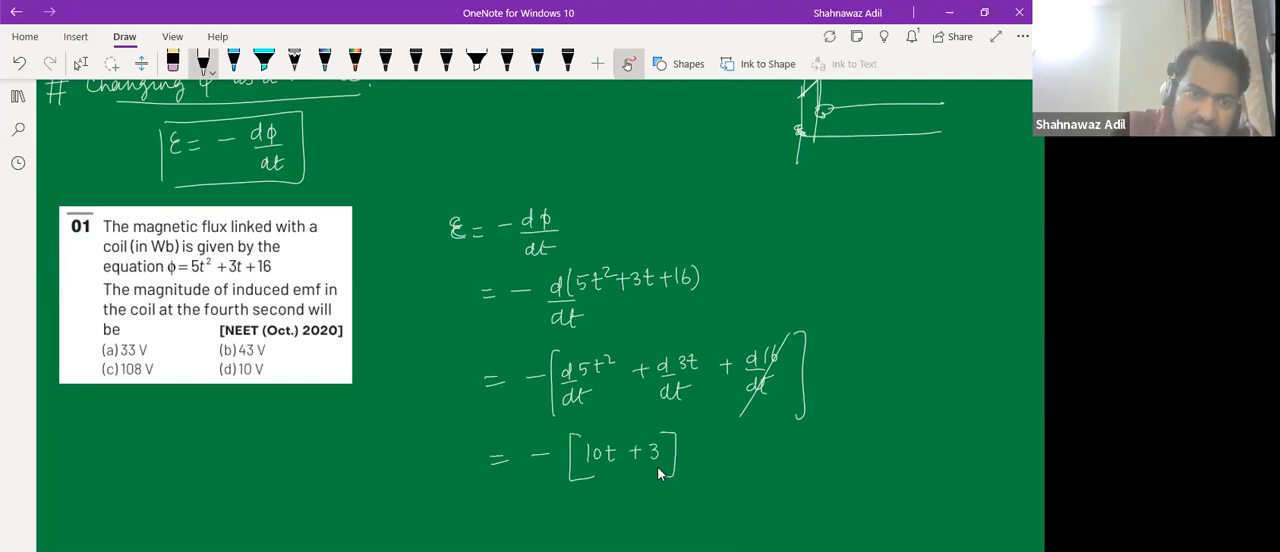 OneNote for Windows 10
Shahnawaz Adil
Home Insert Draw View Help
Share
Shapes
Ink to Shape
Ink to Text
Shahnawaz Adil
# Changing φ as a
ε = - dφ/dt
01 The magnetic flux linked with a
coil (in Wb) is given by the
equation ϕ = 5t² + 3t + 16
The magnitude of induced emf in
the coil at the fourth second will
be [NEET (Oct.) 2020]
(a) 33 V (b) 43 V
(c) 108 V (d) 10 V
ε = - dφ/dt
= - d(5t² + 3t + 16)/dt
= - [d5t²/dt + d3t/dt + d16/dt]
= - [10t + 3]